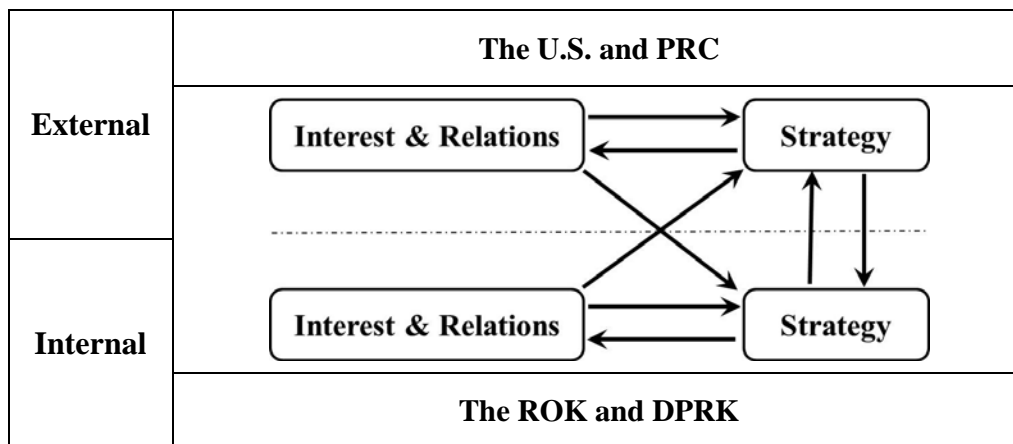 The U.S. and PRC
External
Interest & Relations
Strategy
Interest & Relations
Strategy
Internal
The ROK and DPRK